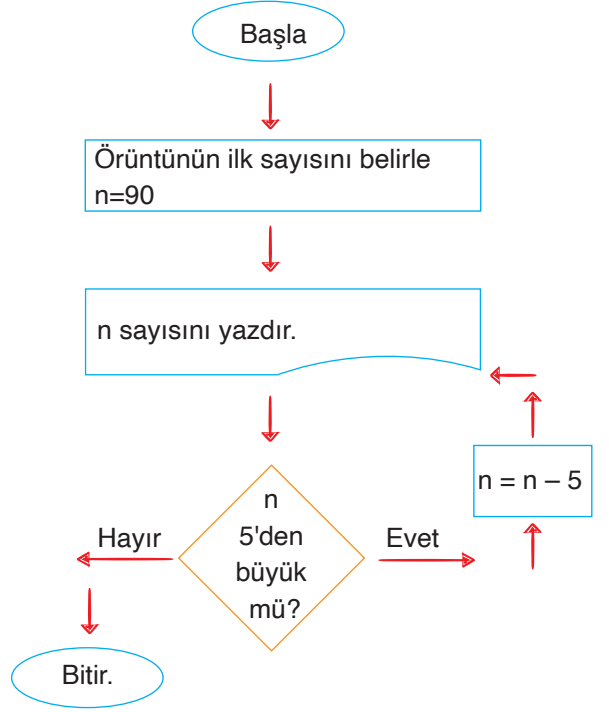 Başla
Örüntünün ilk sayısını belirle
n=90
n sayısını yazdır.
n = n – 5
n
5'den
büyük
mü?
Hayır
Evet
Bitir.